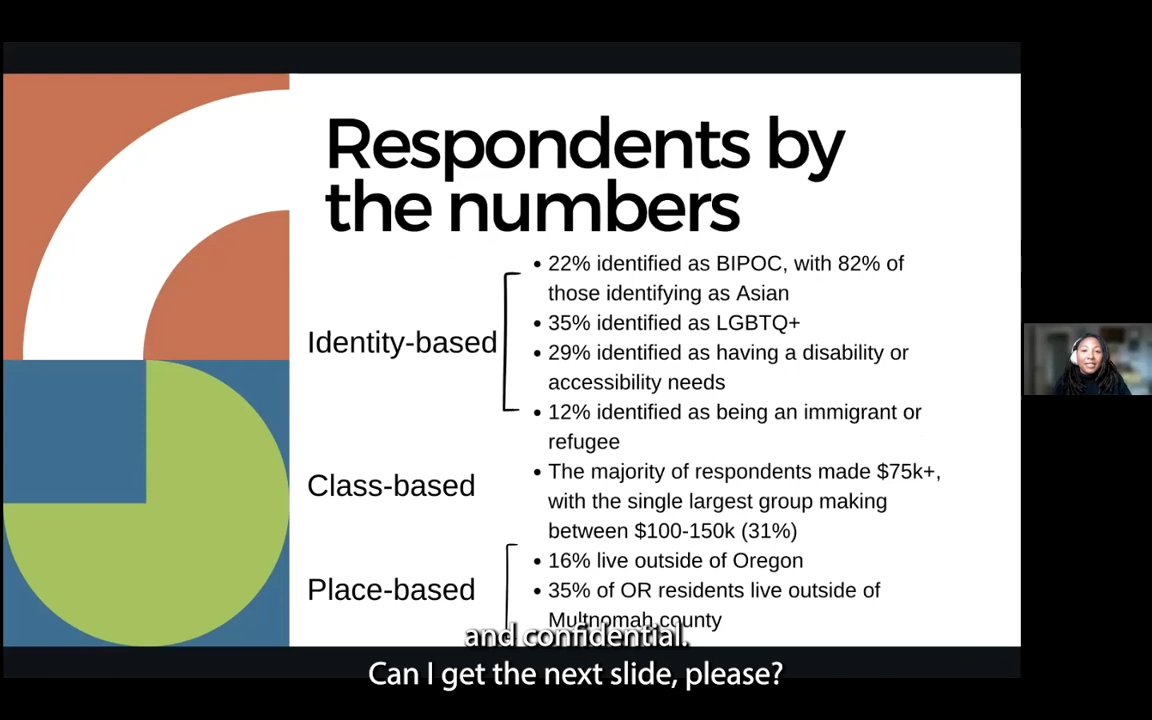 Respondents by
the numbers
Identity-based
• 22% identified as BIPOC, with 82% of
those identifying as Asian
• 35% identified as LGBTQ+
• 29% identified as having a disability or
accessibility needs
• 12% identified as being an immigrant or
refugee
Class-based
• The majority of respondents made $75k+,
with the single largest group making
between $100-150k (31%)
Place-based
• 16% live outside of Oregon
• 35% of OR residents live outside of
Multnomah county
and confidential.
Can I get the next slide, please?